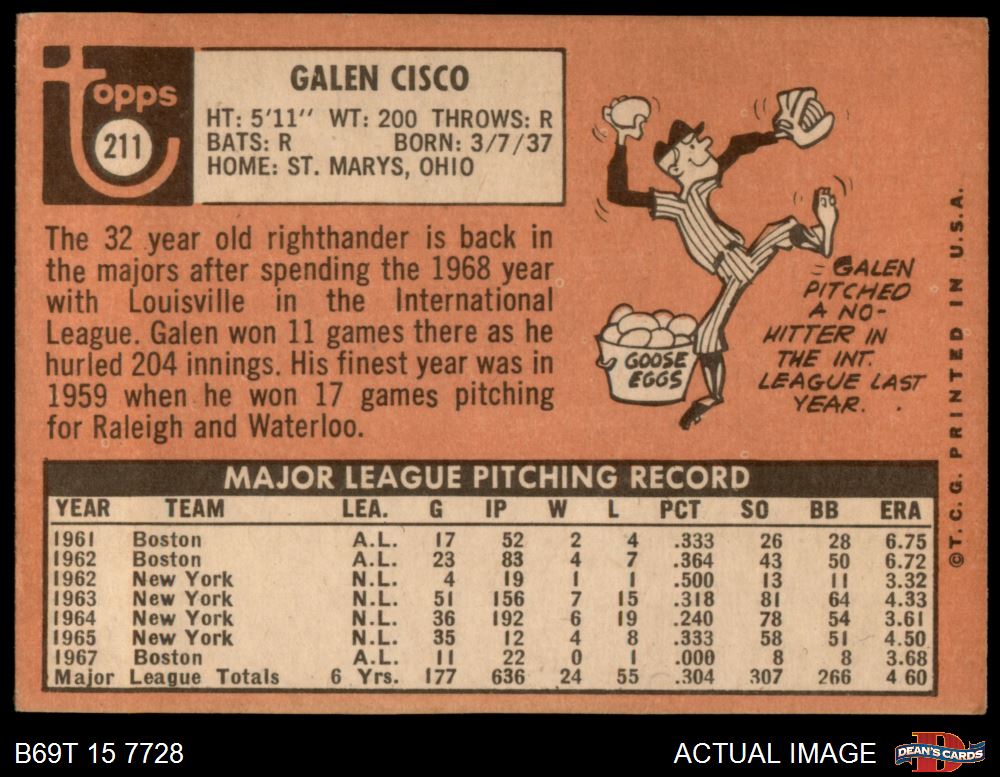 topps
211
GALEN CISCO
HT: 5'11" WT: 200 THROWS: R
BATS: R BORN: 3/7/37
HOME: ST. MARYS, OHIO
The 32 year old righthander is back in
the majors after spending the 1968 year
with Louisville in the International
League. Galen won 11 games there as he
hurled 204 innings. His finest year was in
1959 when he won 17 games pitching
for Raleigh and Waterloo.
GOOSE
EGGS
GALEN
PITCHED
A NO-
HITTER IN
THE INT.
LEAGUE LAST
YEAR.
©T.C.G. PRINTED IN U.S.A.
MAJOR LEAGUE PITCHING RECORD
YEAR TEAM LEA. G IP W L PCT SO BB ERA
1961 Boston A.L. 17 52 2 4 .333 26 28 6.75
1962 Boston A.L. 23 83 4 7 .364 43 50 6.72
1962 New York N.L. 4 19 1 1 .500 13 11 3.32
1963 New York N.L. 51 156 7 15 .318 81 64 4.33
1964 New York N.L. 36 192 6 19 .240 78 54 3.61
1965 New York N.L. 35 12 4 8 .333 58 51 4.50
1967 Boston A.L. 11 22 0 1 .000 8 8 3.68
Major League Totals 6 Yrs. 177 636 24 55 .304 307 266 4 60
B69T 15 7728
ACTUAL IMAGE
DEAN'S CARDS